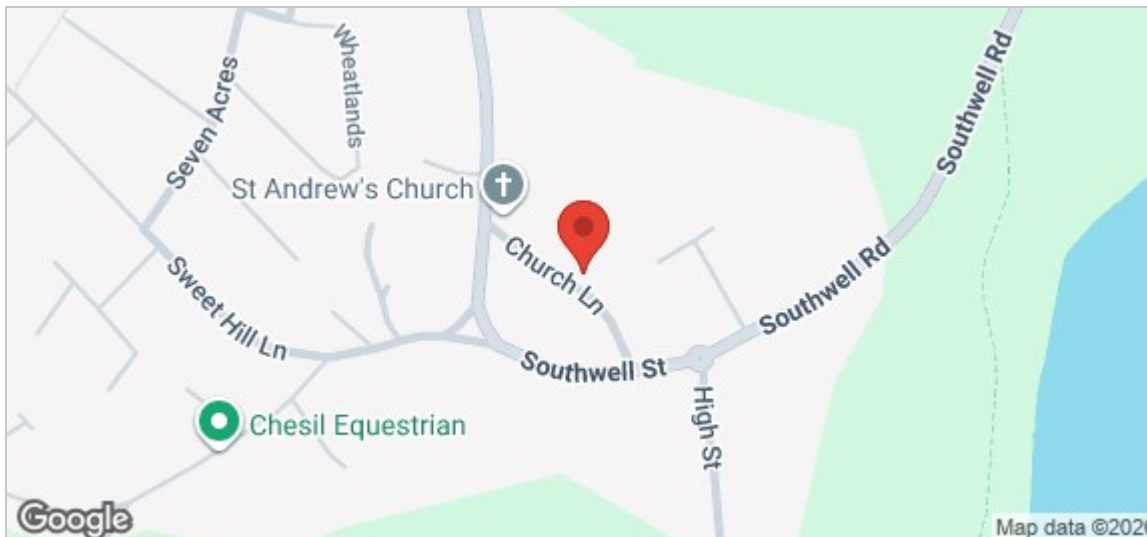 Wheatlands
Southwell Rd
Seven Acres
St Andrew's Church
Church Ln
Southwell Rd
Sweet Hill Ln
Southwell St
High St
Chesil Equestrian
Google
Map data ©2026